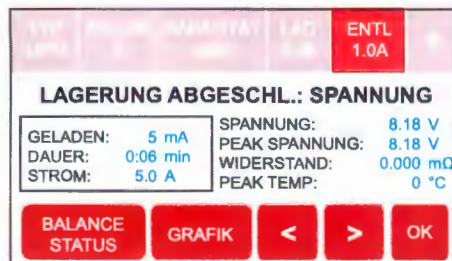 ENTL
1.0A
LAGERUNG ABGESCHL.: SPANNUNG
GELADEN: 5 mA
DAUER: 0:06 min
STROM: 5.0 A
SPANNUNG: 8.18 V
PEAK SPANNUNG: 8.18 V
WIDERSTAND: 0.000 mΩ
PEAK TEMP: 0 °C
BALANCE
STATUS
GRAFIK
<
>
OK